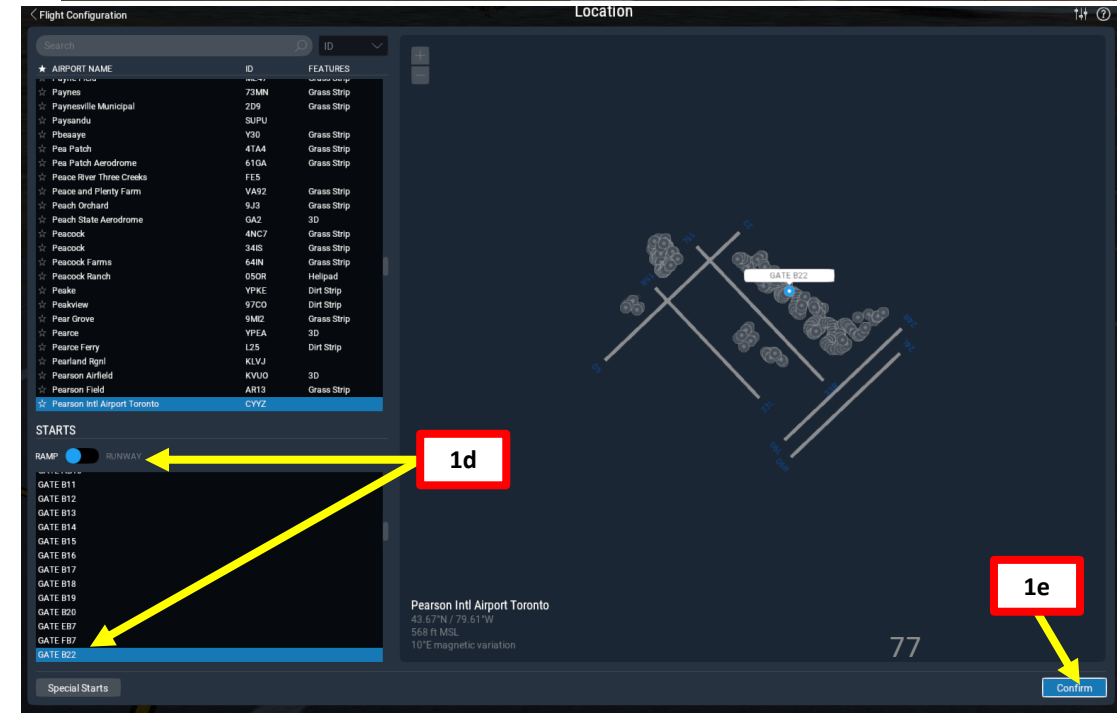 Flight Configuration
Location
Search
ID
AIRPORT NAME ID FEATURES
Paynes 73MN Grass Strip
Paynesville Municipal 2D9 Grass Strip
Paysandu SUPU
Pbeaaye Y30 Grass Strip
Pea Patch 4TA4 Grass Strip
Pea Patch Aerodrome 61GA Grass Strip
Peace River Three Creeks FE5
Peace and Plenty Farm VA92 Grass Strip
Peach Orchard 9J3 Grass Strip
Peach State Aerodrome GA2 3D
Peacock 4NC7 Grass Strip
Peacock 34IS Grass Strip
Peacock Farms 64IN Grass Strip
Peacock Ranch 05OR Helipad
Peake YPKE Dirt Strip
Peakview 97CO Dirt Strip
Pear Grove 9MI2 Grass Strip
Pearce YPEA 3D
Pearce Ferry L25 Dirt Strip
Pearland Rgnl KLVJ
Pearson Airfield KVUO 3D
Pearson Field AR13 Grass Strip
Pearson Intl Airport Toronto CYYZ
STARTS
RAMP RUNWAY
GATE B11
GATE B12
GATE B13
GATE B14
GATE B15
GATE B16
GATE B17
GATE B18
GATE B19
GATE B20
GATE EB7
GATE FB7
GATE B22
Special Starts
1d
GATE B22
Pearson Intl Airport Toronto
43.67°N / 79.61°W
568 ft MSL
10°E magnetic variation
77
1e
Confirm